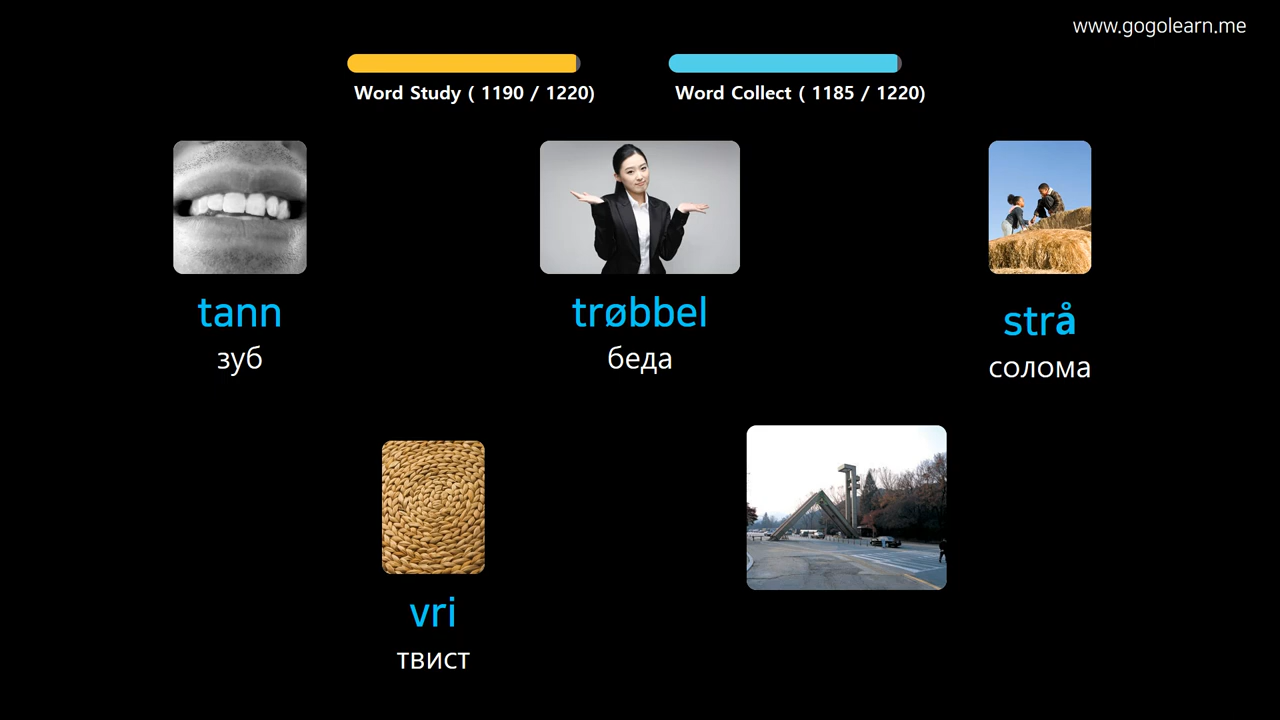 www.gogolearn.me
Word Study ( 1190 / 1220)
Word Collect ( 1185 / 1220)
tann
зуб
trøbbel
беда
strå
солома
vri
твист